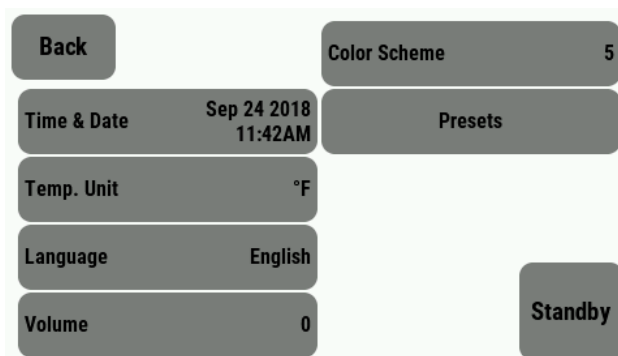 Back
Color Scheme 5
Time & Date Sep 24 2018
11:42AM
Presets
Temp. Unit °F
Language English
Volume 0
Standby